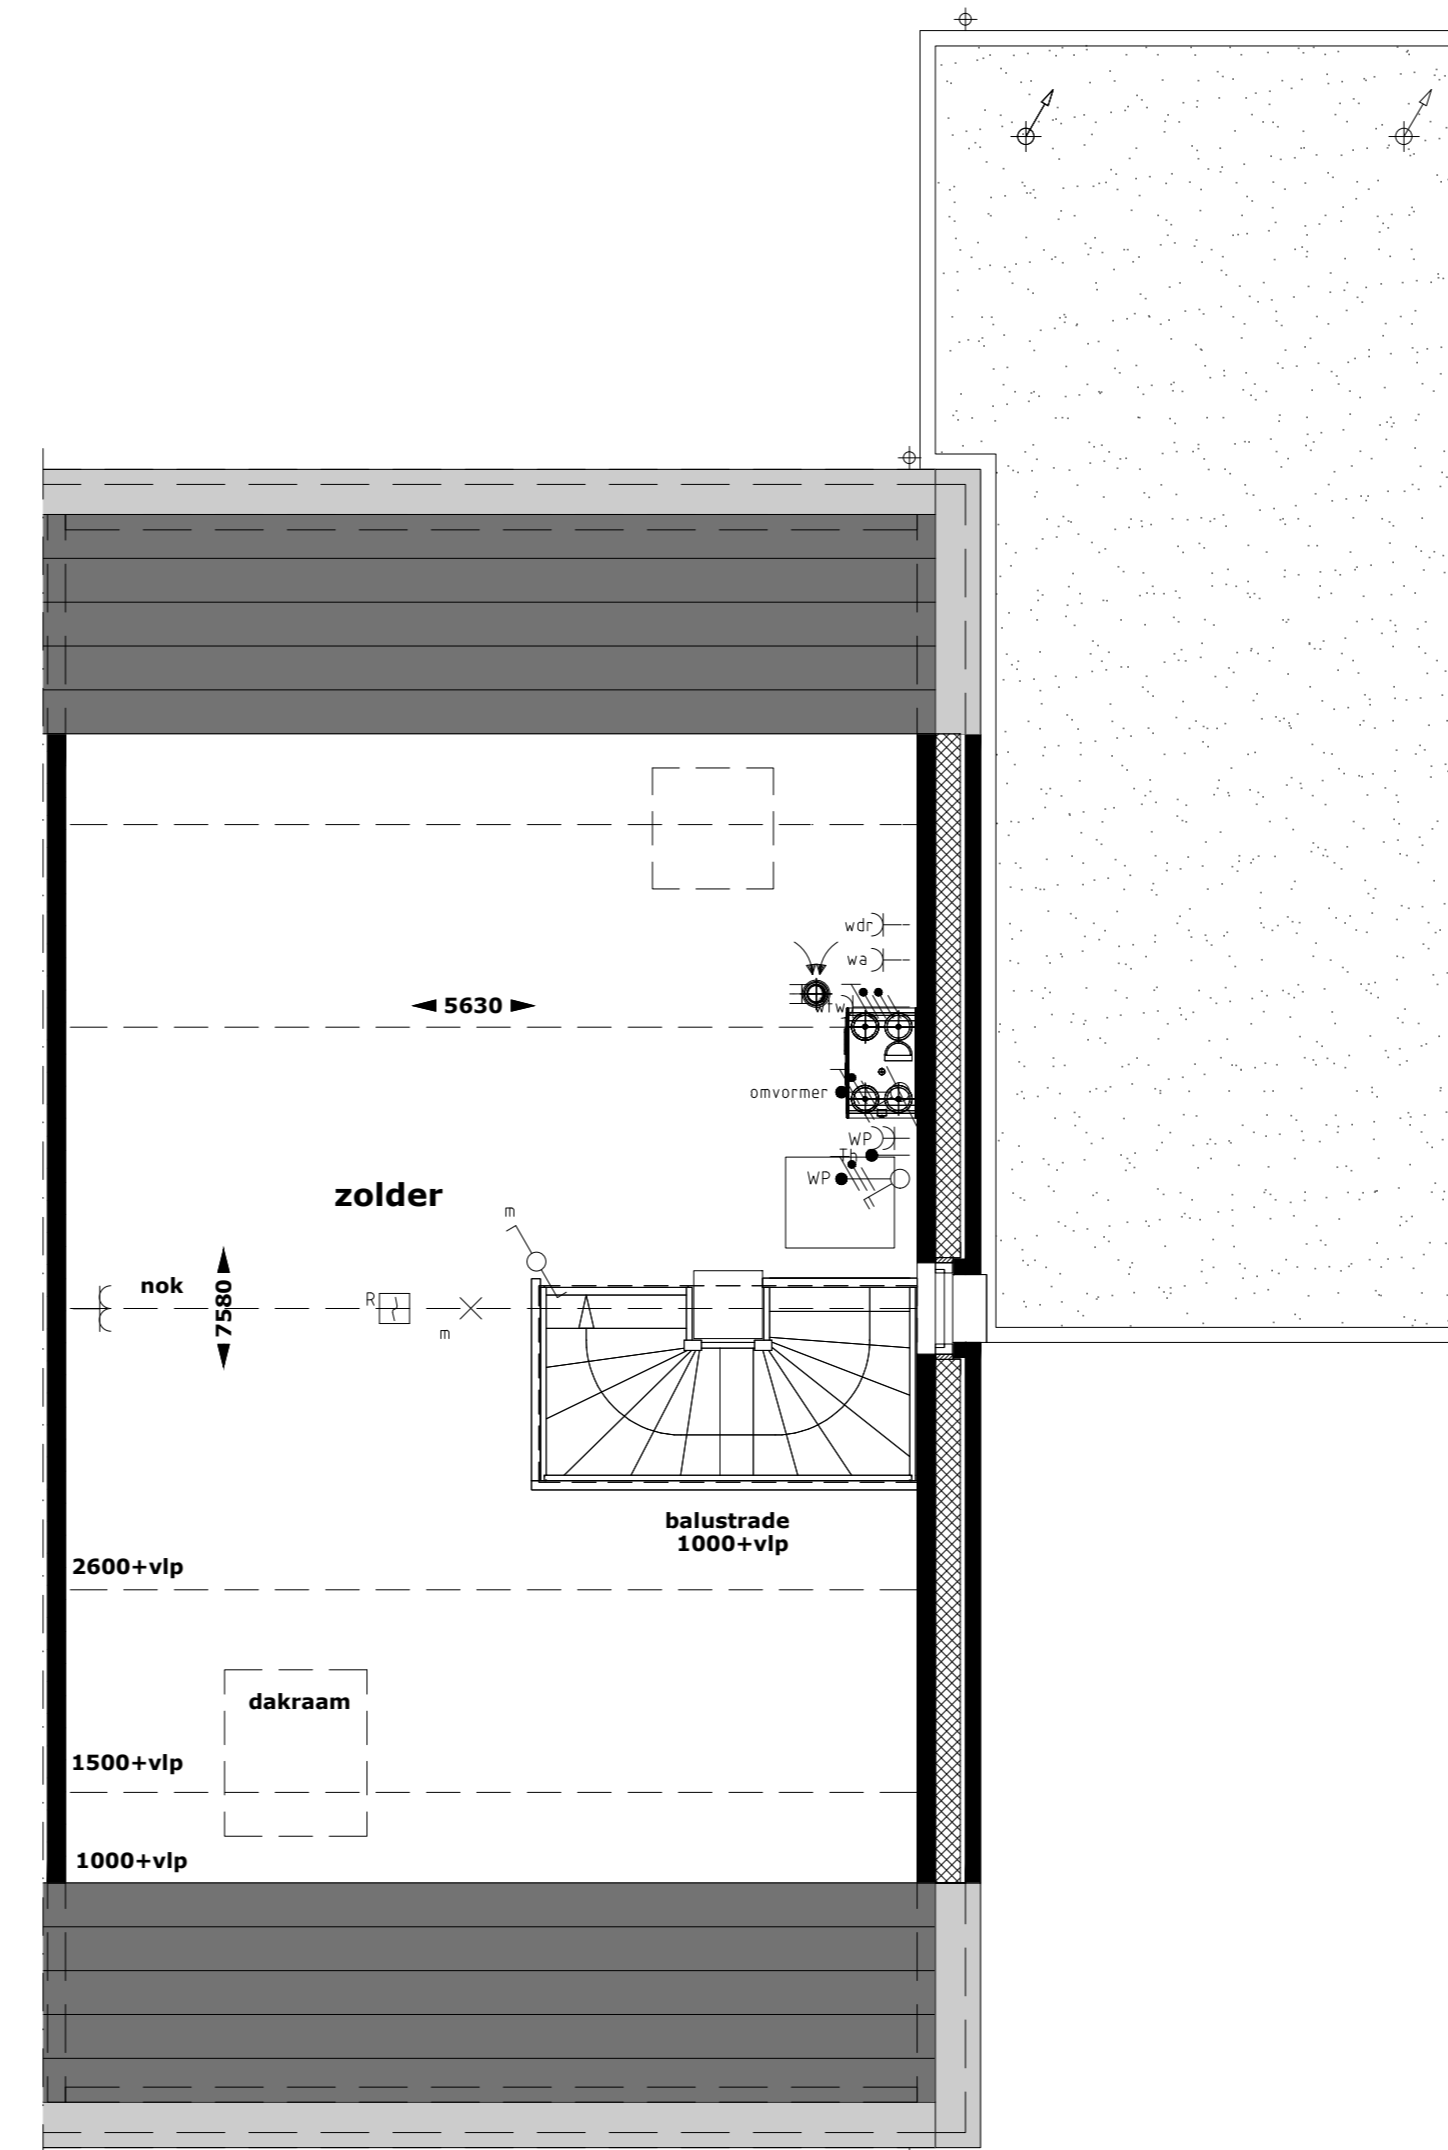 wdr
wa
5630
wtw
omvormer
WP
Th
WP
zolder
m
nok
7580
R
m
balustrade
1000+vlp
2600+vlp
dakraam
1500+vlp
1000+vlp